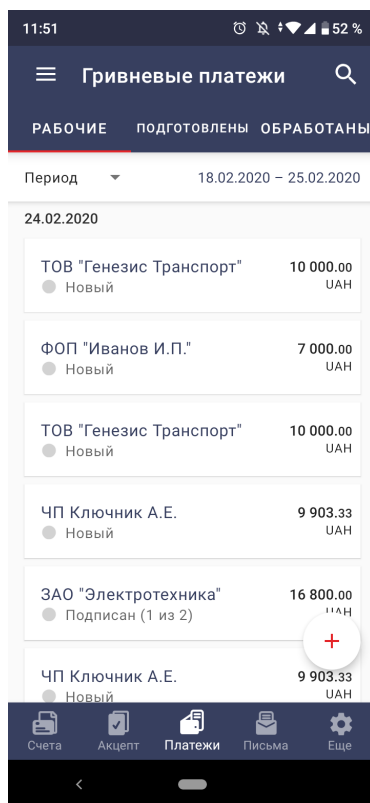 11:51 52 %
Гривневые платежи
РАБОЧИЕ ПОДГОТОВЛЕНЫ ОБРАБОТАНЫ
Период 18.02.2020 – 25.02.2020
24.02.2020
ТОВ "Генезис Транспорт" 10 000.00
Новый UAH
ФОП "Иванов И.П." 7 000.00
Новый UAH
ТОВ "Генезис Транспорт" 10 000.00
Новый UAH
ЧП Ключник А.Е. 9 903.33
Новый UAH
ЗАО "Электротехника" 16 800.00
Подписан (1 из 2) UAH
+
ЧП Ключник А.Е. 9 903.33
Новый UAH
Счета Акцепт Платежи Письма Еще